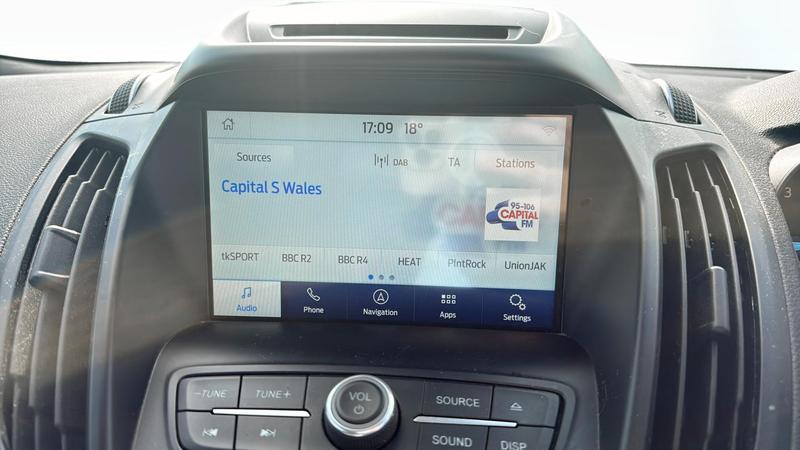 17:09 18°
Sources DAB TA Stations
Capital S Wales
95-106
CAPITAL
FM
tkSPORT BBC R2 BBC R4 HEAT PlntRock UnionJAK
Audio Phone Navigation Apps Settings
−TUNE TUNE+ VOL SOURCE
SOUND DISP
3